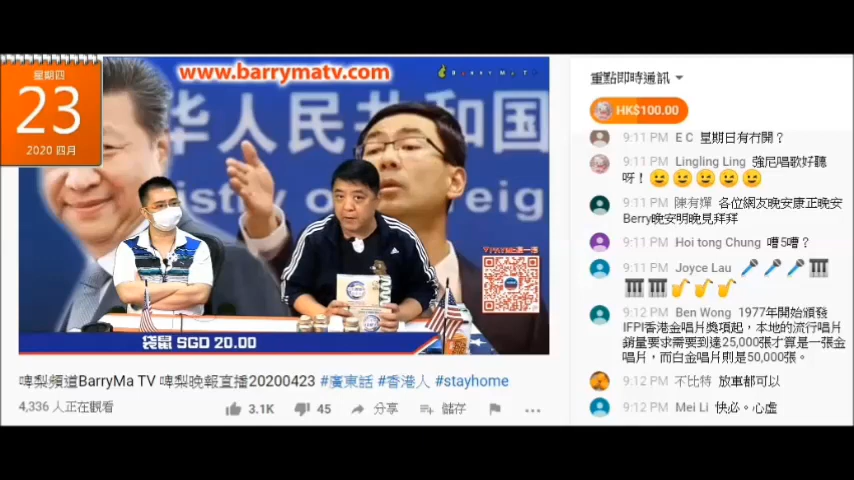 星期四
23
2020 四月
www.barrymatv.com
BARRYMATV
華人民共和國
istry of Foreign
袋鼠 SGD 20.00
啤梨頻道BarryMa TV 啤梨晚報直播20200423 #廣東話 #香港人 #stayhome
4,336 人正在觀看
3.1K
45
分享
儲存
重點即時通訊
HK$100.00
9:11 PM E C 星期日有冇開？
9:11 PM Lingling Ling 強尼唱歌好聽
呀！😉😉😉😉😉
9:11 PM 陳有嬋 各位網友晚安康正晚安
Berry晚安明晚見拜拜
9:11 PM Hoi tong Chung 嘈5嘈？
9:11 PM Joyce Lau 🎤🎤🎤🎹
🎹🎹🎷🎷🎷
9:12 PM Ben Wong 1977年開始頒發
IFPI香港金唱片獎項起，本地的流行唱片
銷量要求需要到達25,000張才算是一張金
唱片，而白金唱片則是50,000張。
9:12 PM 不比特 放車都可以
9:12 PM Mei Li 快必。心虛